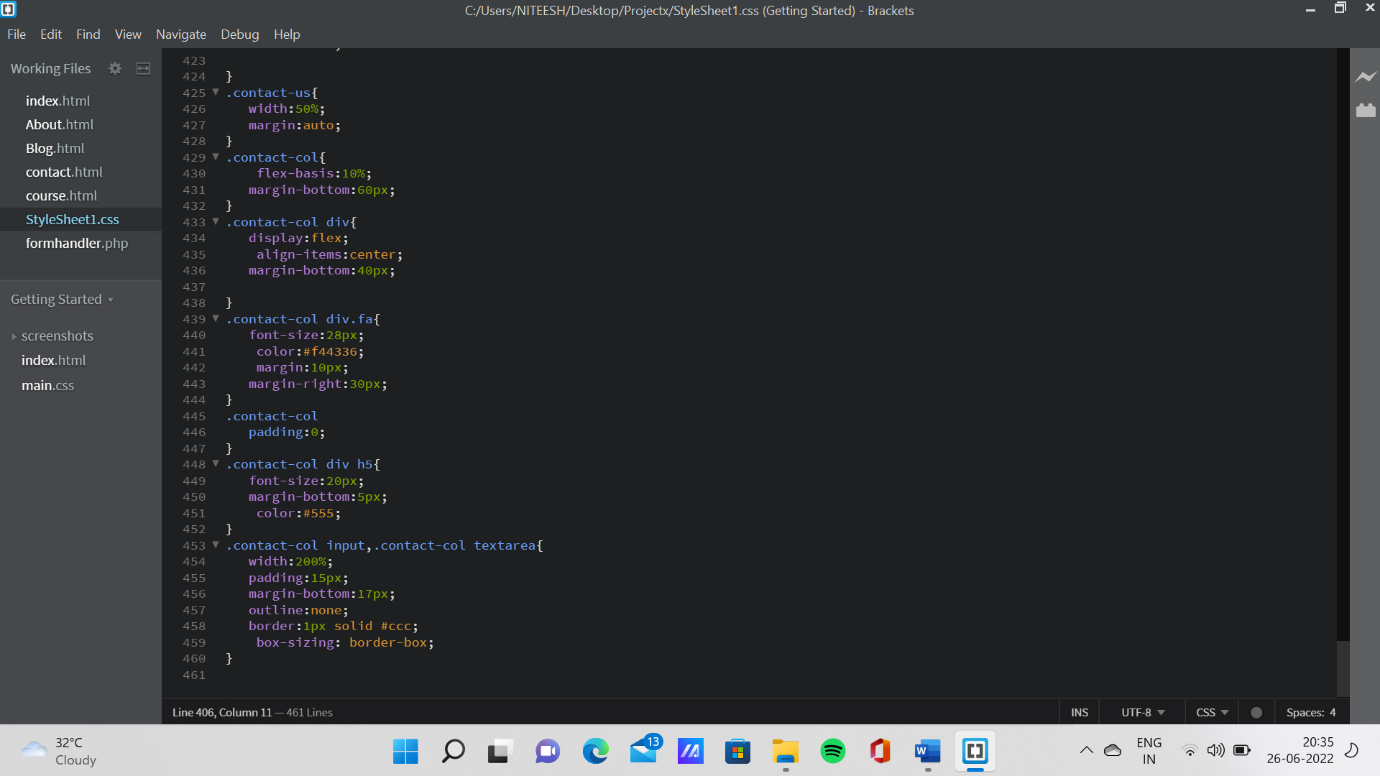 C:/Users/NITEESH/Desktop/Projectx/StyleSheet1.css (Getting Started) - Brackets
File Edit Find View Navigate Debug Help
Working Files
index.html
About.html
Blog.html
contact.html
course.html
StyleSheet1.css
formhandler.php
Getting Started
screenshots
index.html
main.css
423
424 }
425 .contact-us{
426 width:50%;
427 margin:auto;
428 }
429 .contact-col{
430 flex-basis:10%;
431 margin-bottom:60px;
432 }
433 .contact-col div{
434 display:flex;
435 align-items:center;
436 margin-bottom:40px;
437
438 }
439 .contact-col div.fa{
440 font-size:28px;
441 color:#f44336;
442 margin:10px;
443 margin-right:30px;
444 }
445 .contact-col
446 padding:0;
447 }
448 .contact-col div h5{
449 font-size:20px;
450 margin-bottom:5px;
451 color:#555;
452 }
453 .contact-col input,.contact-col textarea{
454 width:200%;
455 padding:15px;
456 margin-bottom:17px;
457 outline:none;
458 border:1px solid #ccc;
459 box-sizing: border-box;
460 }
461
Line 406, Column 11 — 461 Lines
INS UTF-8 CSS Spaces: 4
32°C
Cloudy
13
ENG
IN
20:35
26-06-2022